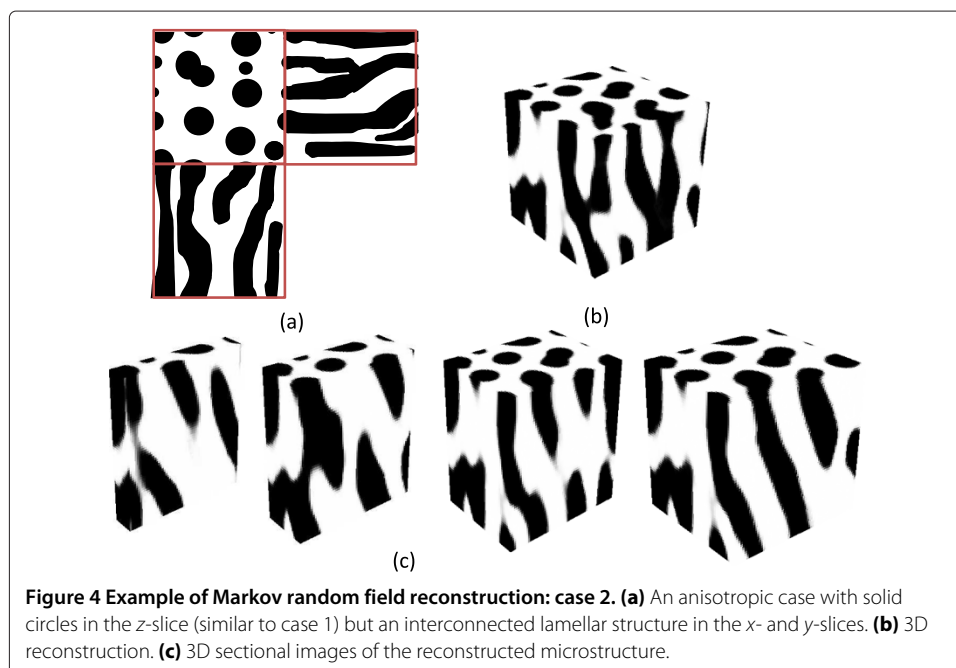 (a)
(b)
(c)
Figure 4 Example of Markov random field reconstruction: case 2. (a) An anisotropic case with solid
circles in the z-slice (similar to case 1) but an interconnected lamellar structure in the x- and y-slices. (b) 3D
reconstruction. (c) 3D sectional images of the reconstructed microstructure.